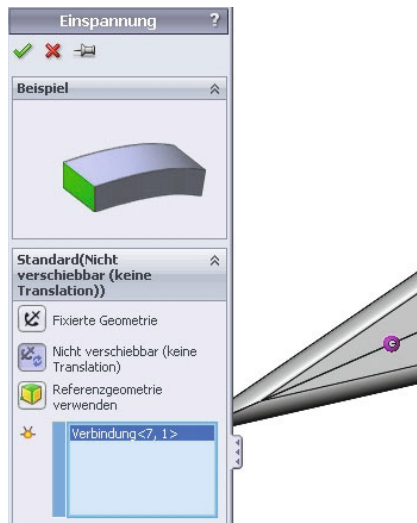 Einspannung ?
Beispiel
Standard(Nicht
verschiebbar (keine
Translation))
Fixierte Geometrie
Nicht verschiebbar (keine
Translation)
Referenzgeometrie
verwenden
Verbindung<7, 1>